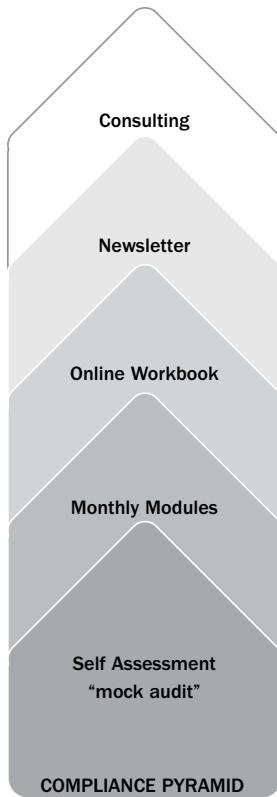 Consulting
Newsletter
Online Workbook
Monthly Modules
Self Assessment
“mock audit”
COMPLIANCE PYRAMID